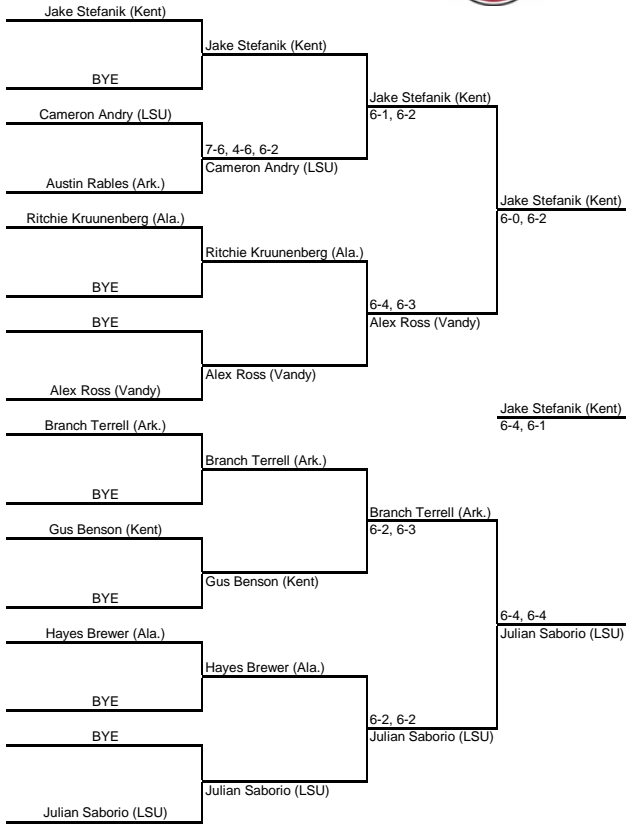 Jake Stefanik (Kent)
Jake Stefanik (Kent)
BYE
Jake Stefanik (Kent)
Cameron Andry (LSU)
6-1, 6-2
7-6, 4-6, 6-2
Cameron Andry (LSU)
Austin Rables (Ark.)
Jake Stefanik (Kent)
Ritchie Kruunenberg (Ala.)
6-0, 6-2
Ritchie Kruunenberg (Ala.)
BYE
6-4, 6-3
BYE
Alex Ross (Vandy)
Alex Ross (Vandy)
Alex Ross (Vandy)
Jake Stefanik (Kent)
Branch Terrell (Ark.)
6-4, 6-1
Branch Terrell (Ark.)
BYE
Branch Terrell (Ark.)
Gus Benson (Kent)
6-2, 6-3
Gus Benson (Kent)
BYE
6-4, 6-4
Hayes Brewer (Ala.)
Julian Saborio (LSU)
Hayes Brewer (Ala.)
BYE
6-2, 6-2
BYE
Julian Saborio (LSU)
Julian Saborio (LSU)
Julian Saborio (LSU)